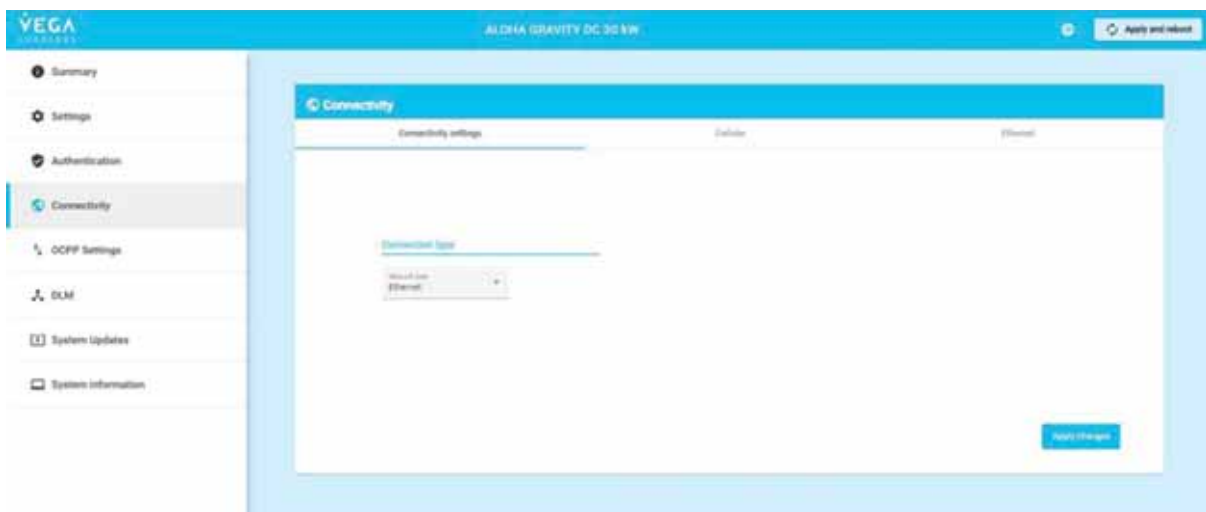 VEGA
CHARGERS
ALOHA GRAVITY DC 30 kW
Apply and reboot
Summary
Settings
Authentication
Connectivity
OCPP Settings
DLM
System Updates
System Information
Connectivity
Connectivity settings
Cellular
Ethernet
Connection type
Ethernet
Apply changes